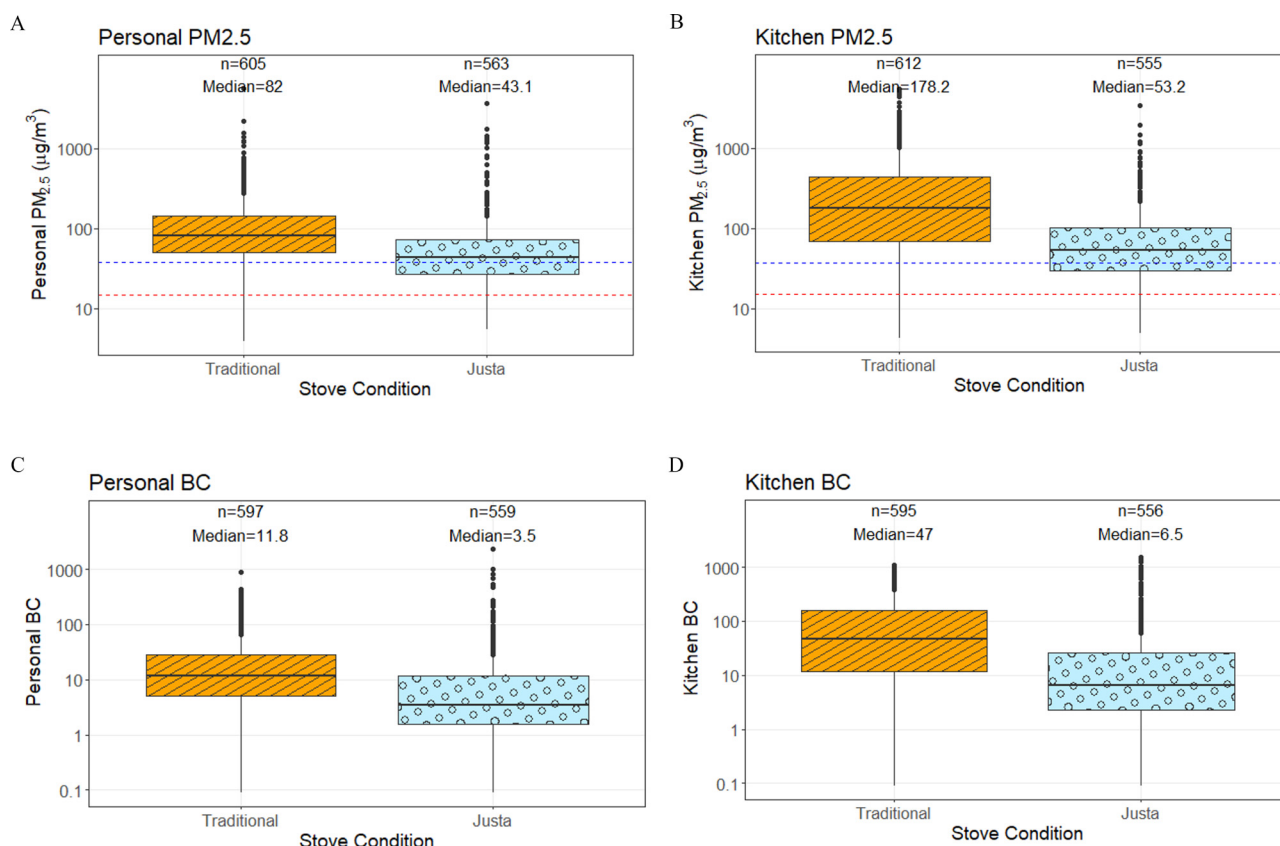 A
Personal PM2.5
n=605 n=563
Median=82 Median=43.1
Personal PM2.5 (μg/m³)
1000
100
10
Traditional Justa
Stove Condition
B
Kitchen PM2.5
n=612 n=555
Median=178.2 Median=53.2
Kitchen PM2.5 (μg/m³)
1000
100
10
Traditional Justa
Stove Condition
C
Personal BC
n=597 n=559
Median=11.8 Median=3.5
Personal BC
1000
100
10
1
0.1
Traditional Justa
Stove Condition
D
Kitchen BC
n=595 n=556
Median=47 Median=6.5
Kitchen BC
1000
100
10
1
0.1
Traditional Justa
Stove Condition